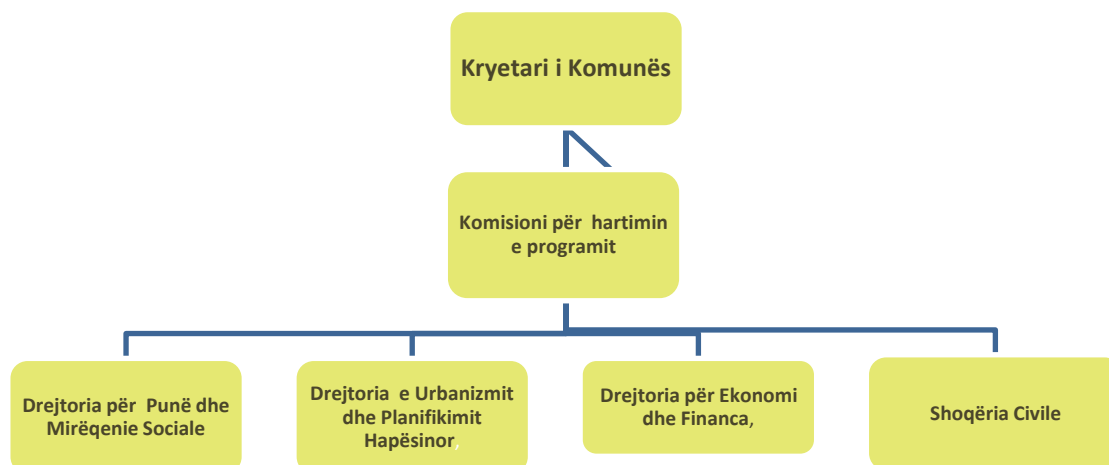 Kryetari i Komunës
Komisioni për hartimin
e programit
Drejtoria për Punë dhe
Mirëqenie Sociale
Drejtoria e Urbanizmit
dhe Planifikimit
Hapësinor,
Drejtoria për Ekonomi
dhe Financa,
Shoqëria Civile